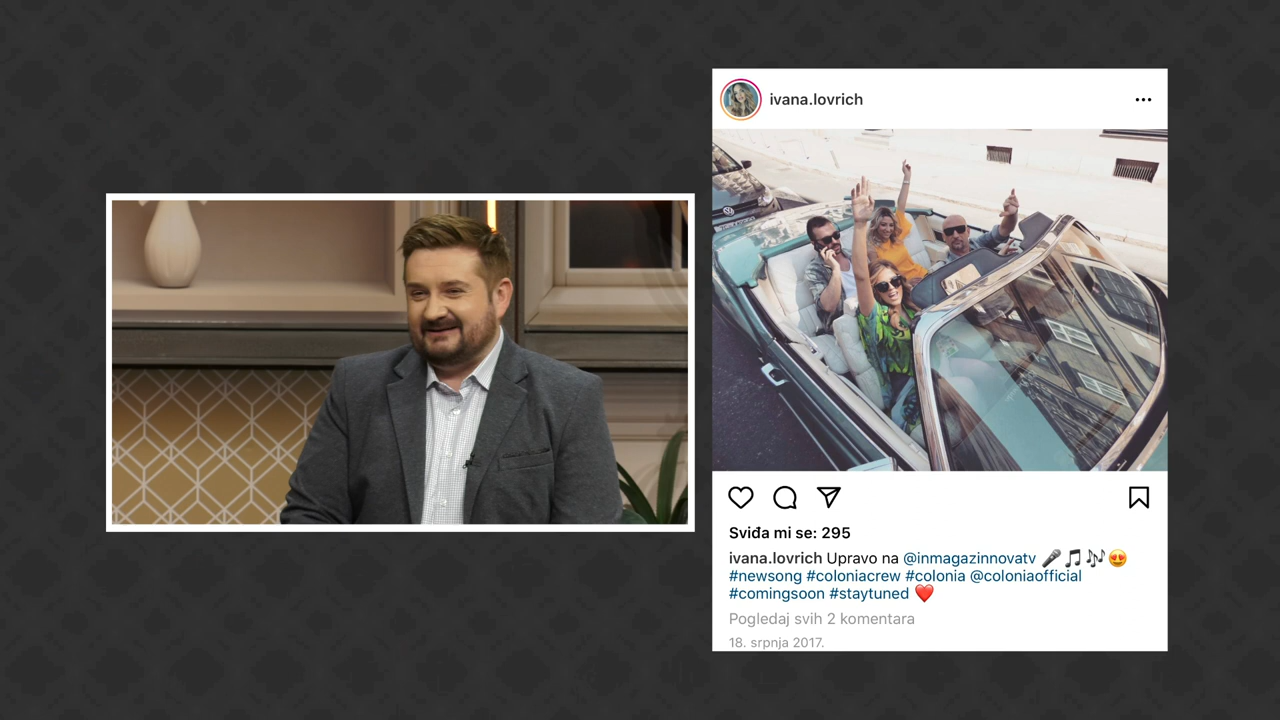 ivana.lovrich
Sviđa mi se: 295
ivana.lovrich Upravo na @inmagazinnovatv 🎤🎵🎶😍
#newsong #coloniacrew #colonia @coloniaofficial
#comingsoon #staytuned ❤️
Pogledaj svih 2 komentara
18. srpnja 2017.